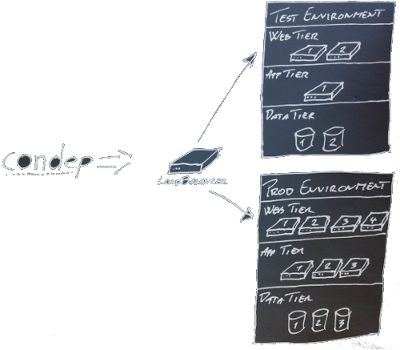 condep
LoadBalancer
TEST ENVIRONMENT
WEB TIER
1 2
APP TIER
1
DATA TIER
1 2
PROD ENVIRONMENT
WEB TIER
1 2 3 4
APP TIER
1 2 3
DATA TIER
1 2 3